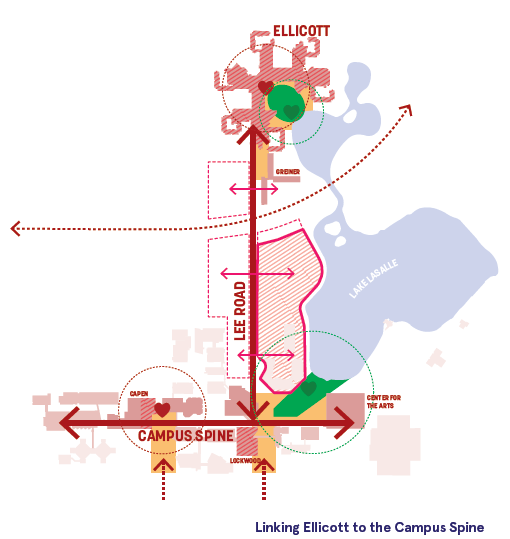 ELLICOTT
GREINER
LAKE LASALLE
LEE ROAD
CAPEN
CENTER FOR
THE ARTS
CAMPUS SPINE
LOCKWOOD
Linking Ellicott to the Campus Spine